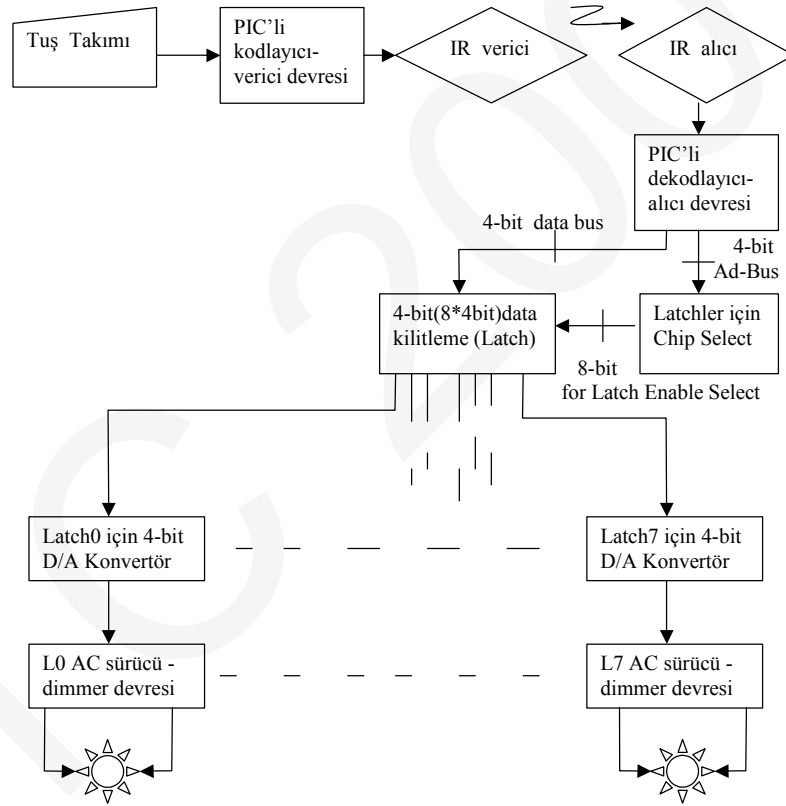 Tuş Takımı
PIC’li
kodlayıcı-
verici devresi
IR verici
IR alıcı
PIC’li
dekodlayıcı-
alıcı devresi
4-bit data bus
4-bit
Ad-Bus
4-bit(8*4bit)data
kilitleme (Latch)
Latchler için
Chip Select
8-bit
for Latch Enable Select
Latch0 için 4-bit
D/A Konvertör
Latch7 için 4-bit
D/A Konvertör
L0 AC sürücü -
dimmer devresi
L7 AC sürücü -
dimmer devresi